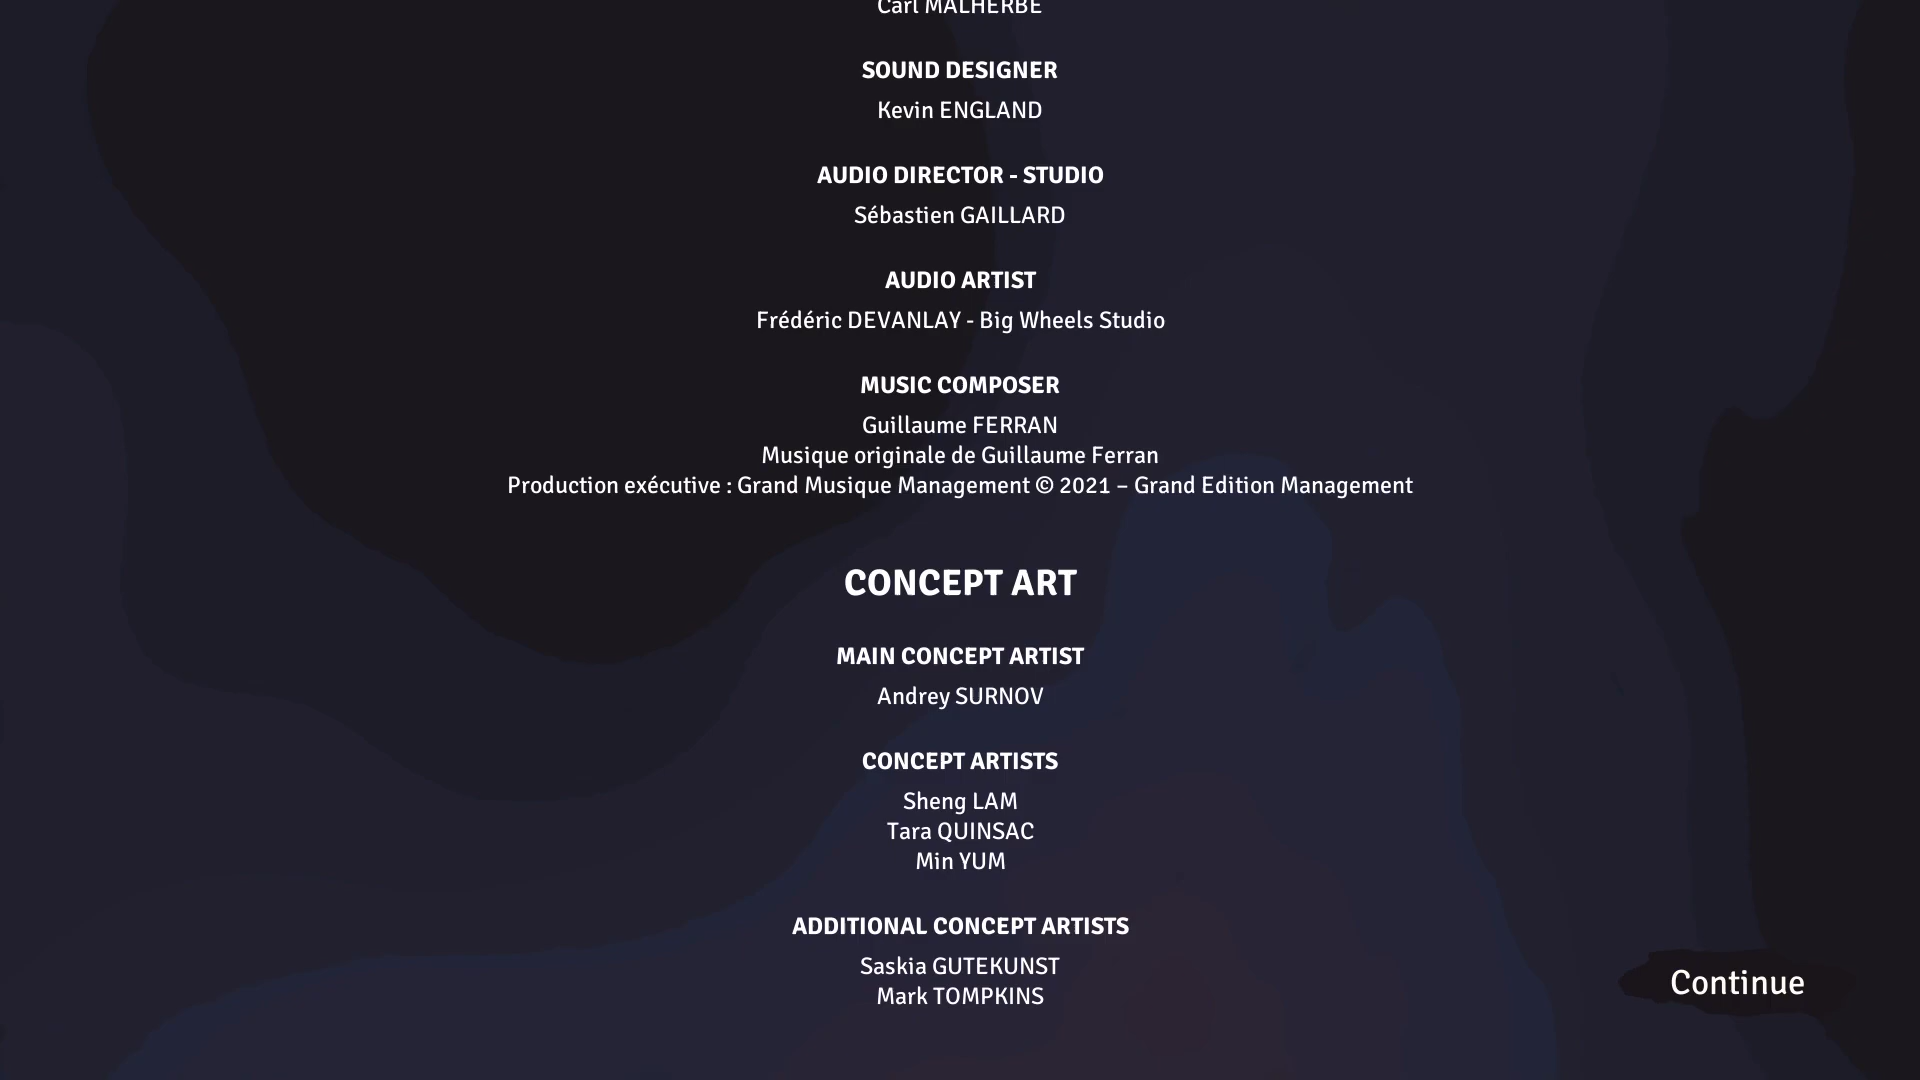 Carl MALHERBE
SOUND DESIGNER
Kevin ENGLAND
AUDIO DIRECTOR - STUDIO
Sébastien GAILLARD
AUDIO ARTIST
Frédéric DEVANLAY - Big Wheels Studio
MUSIC COMPOSER
Guillaume FERRAN
Musique originale de Guillaume Ferran
Production exécutive : Grand Musique Management © 2021 – Grand Edition Management
CONCEPT ART
MAIN CONCEPT ARTIST
Andrey SURNOV
CONCEPT ARTISTS
Sheng LAM
Tara QUINSAC
Min YUM
ADDITIONAL CONCEPT ARTISTS
Saskia GUTEKUNST
Mark TOMPKINS
Continue